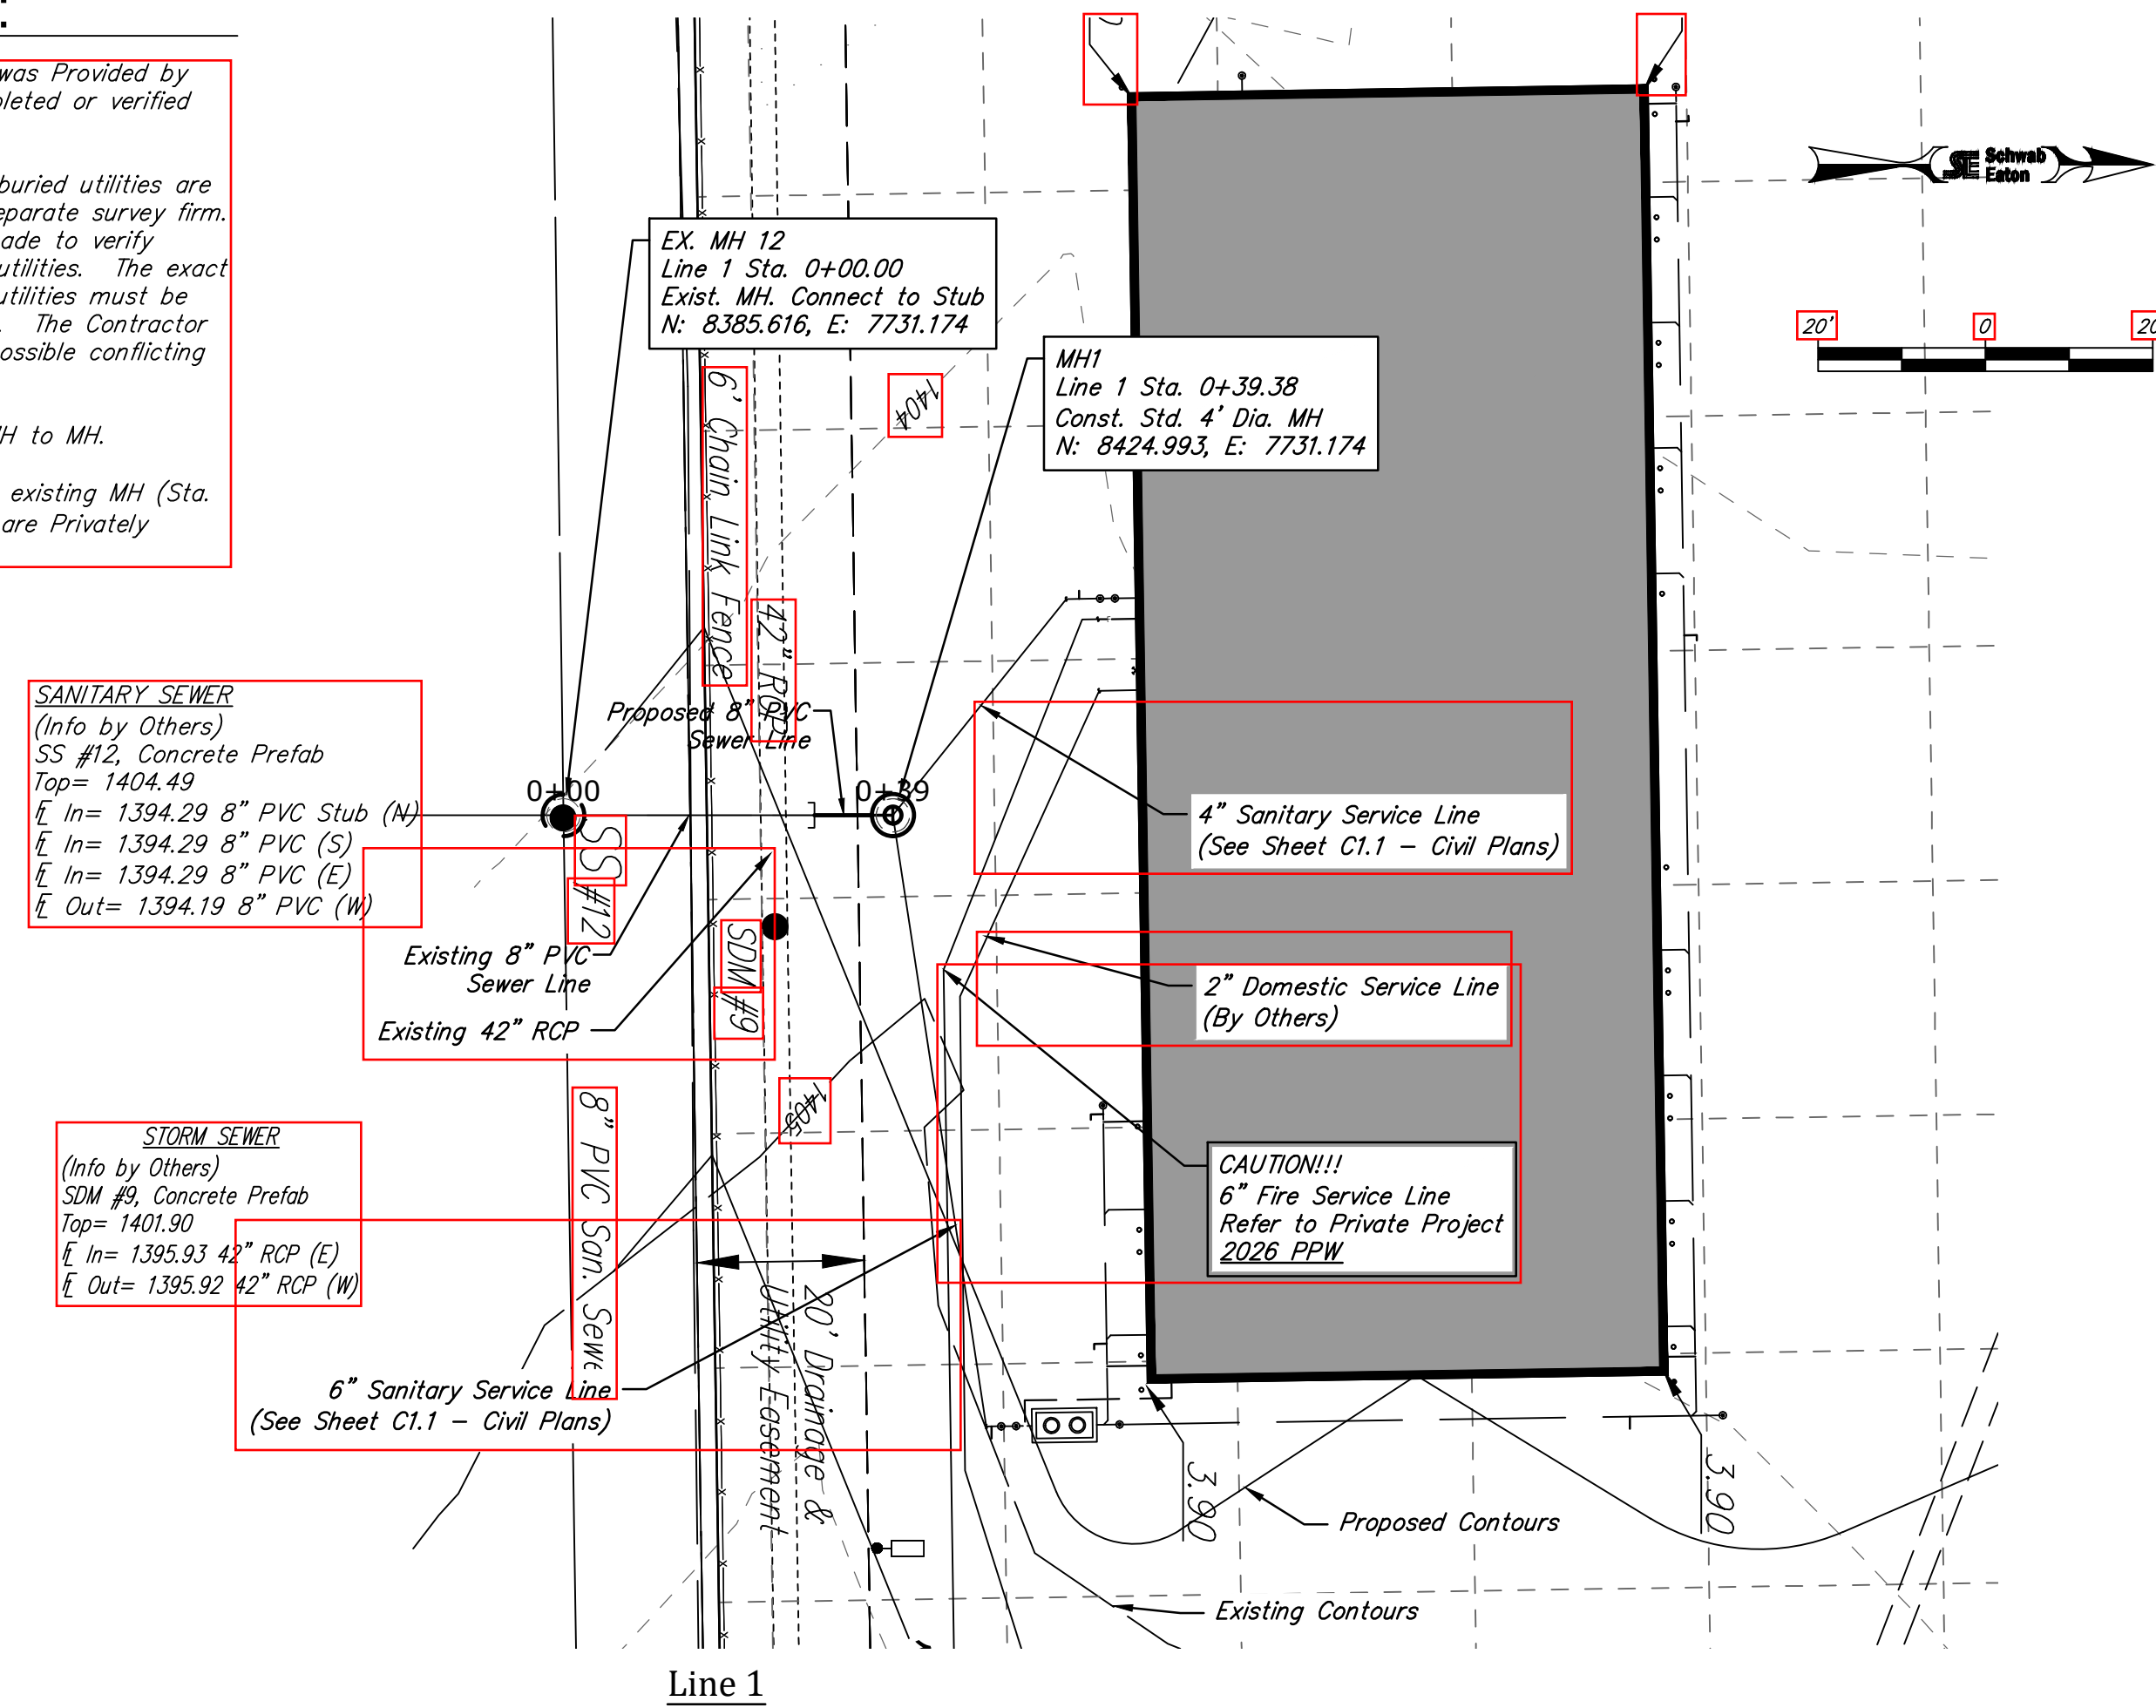 was Provided by
pleted or verified
buried utilities are
eparate survey firm.
ade to verify
utilities. The exact
utilities must be
. The Contractor
ossible conflicting
MH to MH.
existing MH (Sta.
are Privately
EX. MH 12
Line 1 Sta. 0+00.00
Exist. MH. Connect to Stub
N: 8385.616, E: 7731.174
MH1
Line 1 Sta. 0+39.38
Const. Std. 4' Dia. MH
N: 8424.993, E: 7731.174
Schwab
Eaton
20'
0
20
1404
6' Chain Link Fence
42" RCP
Proposed 8" PVC
Sewer Line
SANITARY SEWER
(Info by Others)
SS #12, Concrete Prefab
Top= 1404.49
℄ In= 1394.29 8" PVC Stub (N)
℄ In= 1394.29 8" PVC (S)
℄ In= 1394.29 8" PVC (E)
℄ Out= 1394.19 8" PVC (W)
0+00
0+39
SS #12
4" Sanitary Service Line
(See Sheet C1.1 – Civil Plans)
Existing 8" PVC
Sewer Line
Existing 42" RCP
SDM #9
2" Domestic Service Line
(By Others)
1405
STORM SEWER
(Info by Others)
SDM #9, Concrete Prefab
Top= 1401.90
℄ In= 1395.93 42" RCP (E)
℄ Out= 1395.92 42" RCP (W)
8" PVC San. Sewe
CAUTION!!!
6" Fire Service Line
Refer to Private Project
2026 PPW
20' Drainage &
Utility Easement
6" Sanitary Service Line
(See Sheet C1.1 – Civil Plans)
3.90
3.90
Proposed Contours
Existing Contours
Line 1